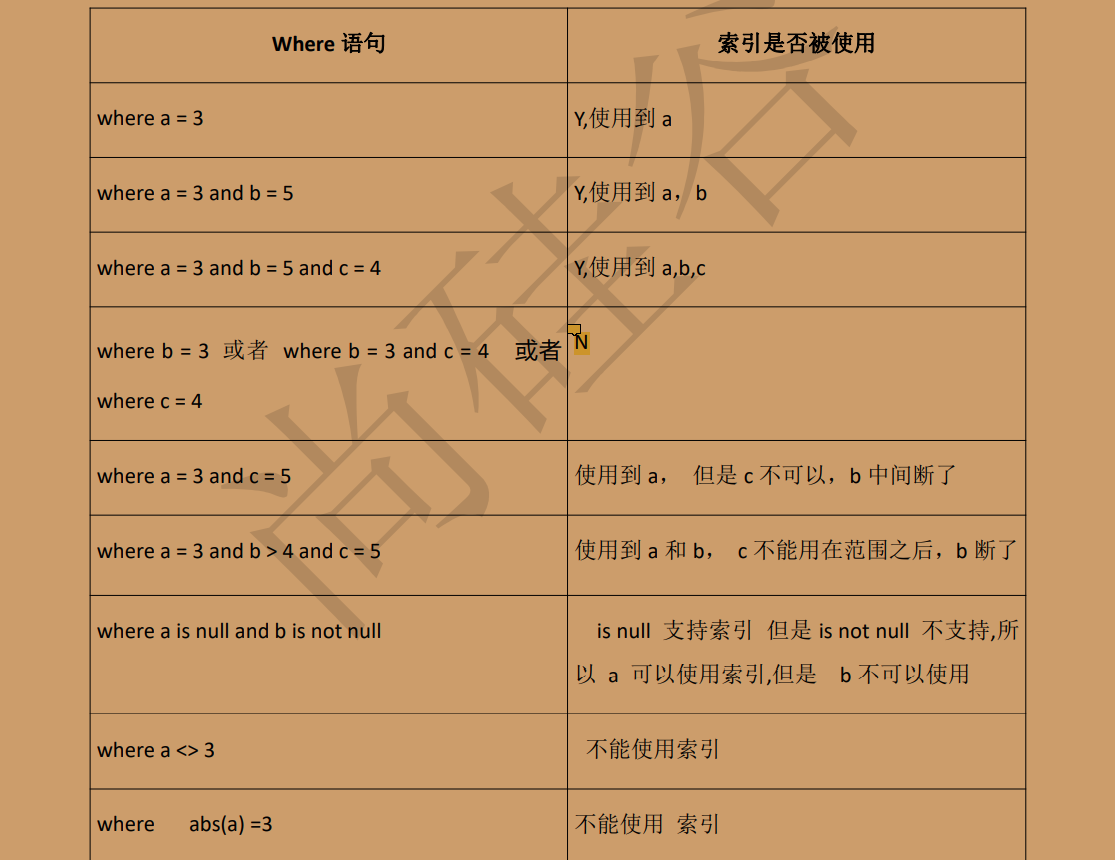 Where 语句 索引是否被使用
where a = 3 Y,使用到 a
where a = 3 and b = 5 Y,使用到 a，b
where a = 3 and b = 5 and c = 4 Y,使用到 a,b,c
where b = 3 或者 where b = 3 and c = 4 或者 N
where c = 4
where a = 3 and c = 5 使用到 a， 但是 c 不可以，b 中间断了
where a = 3 and b > 4 and c = 5 使用到 a 和 b， c 不能用在范围之后，b 断了
where a is null and b is not null is null 支持索引 但是 is not null 不支持,所
以 a 可以使用索引,但是 b 不可以使用
where a <> 3 不能使用索引
where abs(a) =3 不能使用 索引
尚硅谷